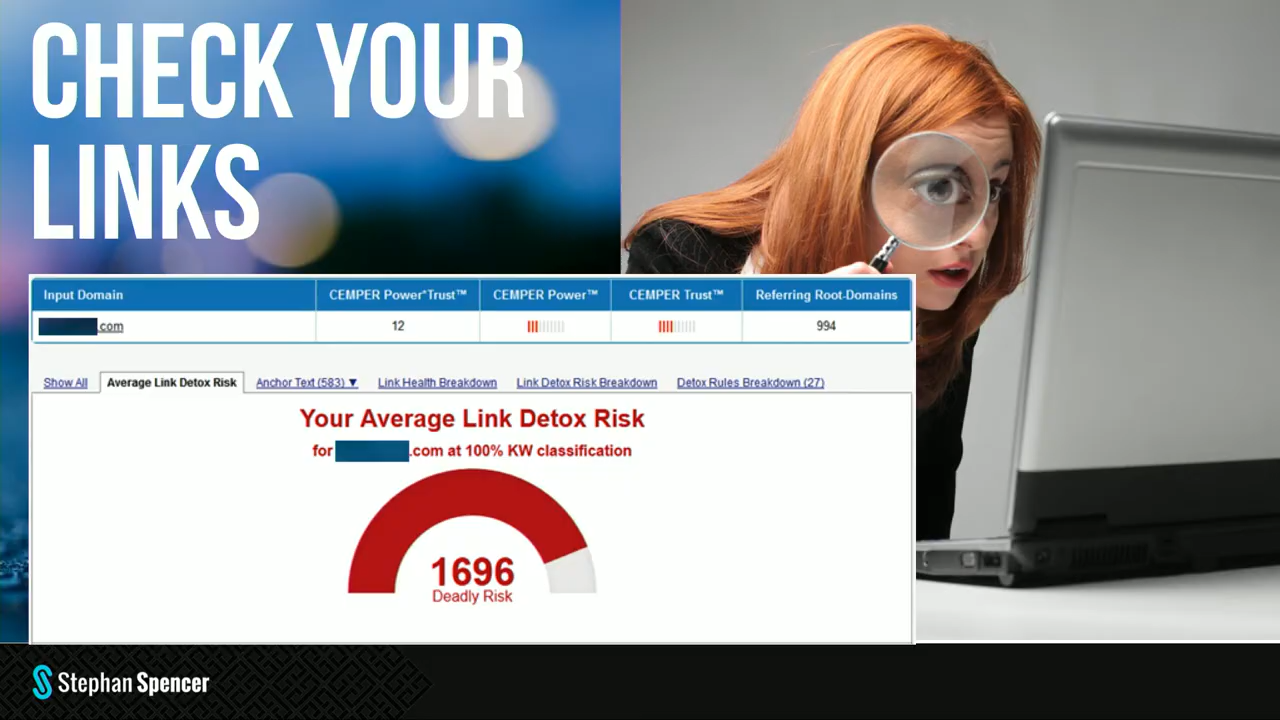 CHECK YOUR
LINKS
Input Domain CEMPER Power*Trust™ CEMPER Power™ CEMPER Trust™ Referring Root-Domains
.com 12 994
Show All Average Link Detox Risk Anchor Text (583) ▼ Link Health Breakdown Link Detox Risk Breakdown Detox Rules Breakdown (27)
Your Average Link Detox Risk
for .com at 100% KW classification
1696
Deadly Risk
Stephan Spencer